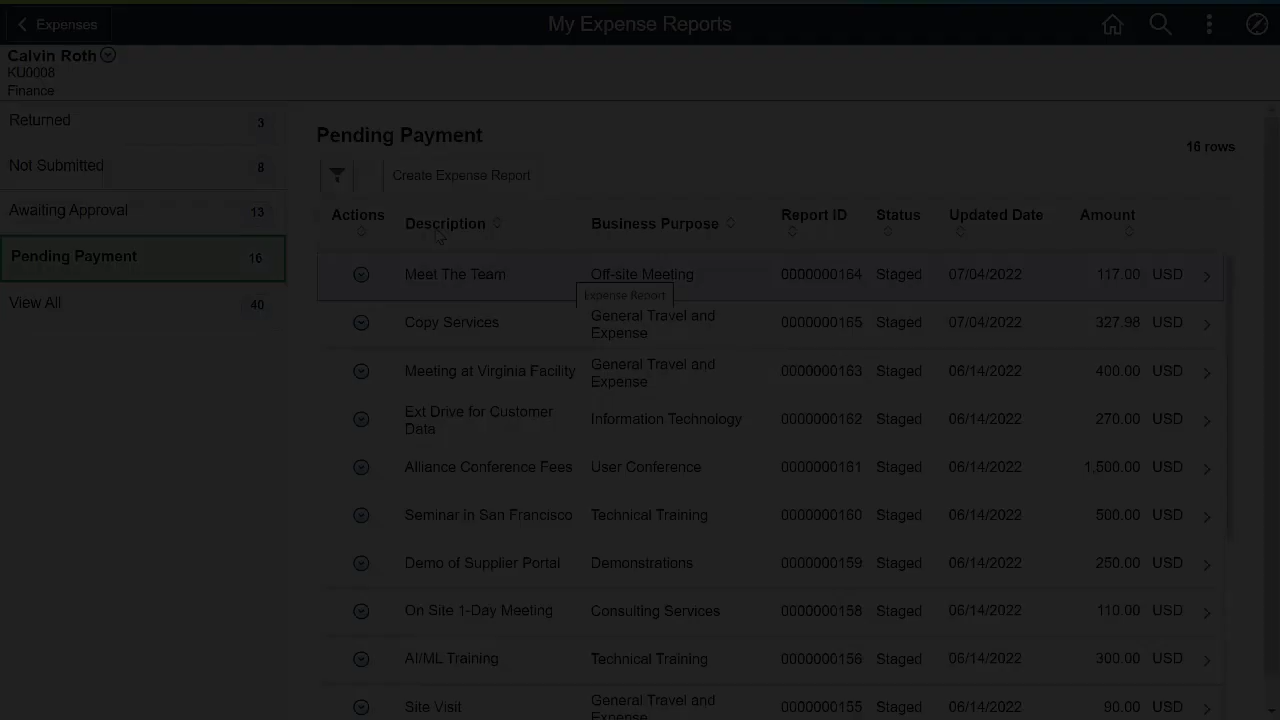 Expenses
My Expense Reports
Calvin Roth
KU0008
Finance
Returned 3
Not Submitted 8
Awaiting Approval 13
Pending Payment 16
View All 40
Pending Payment
16 rows
Create Expense Report
Actions Description Business Purpose Report ID Status Updated Date Amount
Meet The Team Off-site Meeting 0000000164 Staged 07/04/2022 117.00 USD
Expense Report
Copy Services General Travel and Expense 0000000165 Staged 07/04/2022 327.98 USD
Meeting at Virginia Facility General Travel and Expense 0000000163 Staged 06/14/2022 400.00 USD
Ext Drive for Customer Data Information Technology 0000000162 Staged 06/14/2022 270.00 USD
Alliance Conference Fees User Conference 0000000161 Staged 06/14/2022 1,500.00 USD
Seminar in San Francisco Technical Training 0000000160 Staged 06/14/2022 500.00 USD
Demo of Supplier Portal Demonstrations 0000000159 Staged 06/14/2022 250.00 USD
On Site 1-Day Meeting Consulting Services 0000000158 Staged 06/14/2022 110.00 USD
AI/ML Training Technical Training 0000000156 Staged 06/14/2022 300.00 USD
Site Visit General Travel and Expense 0000000155 Staged 06/14/2022 90.00 USD